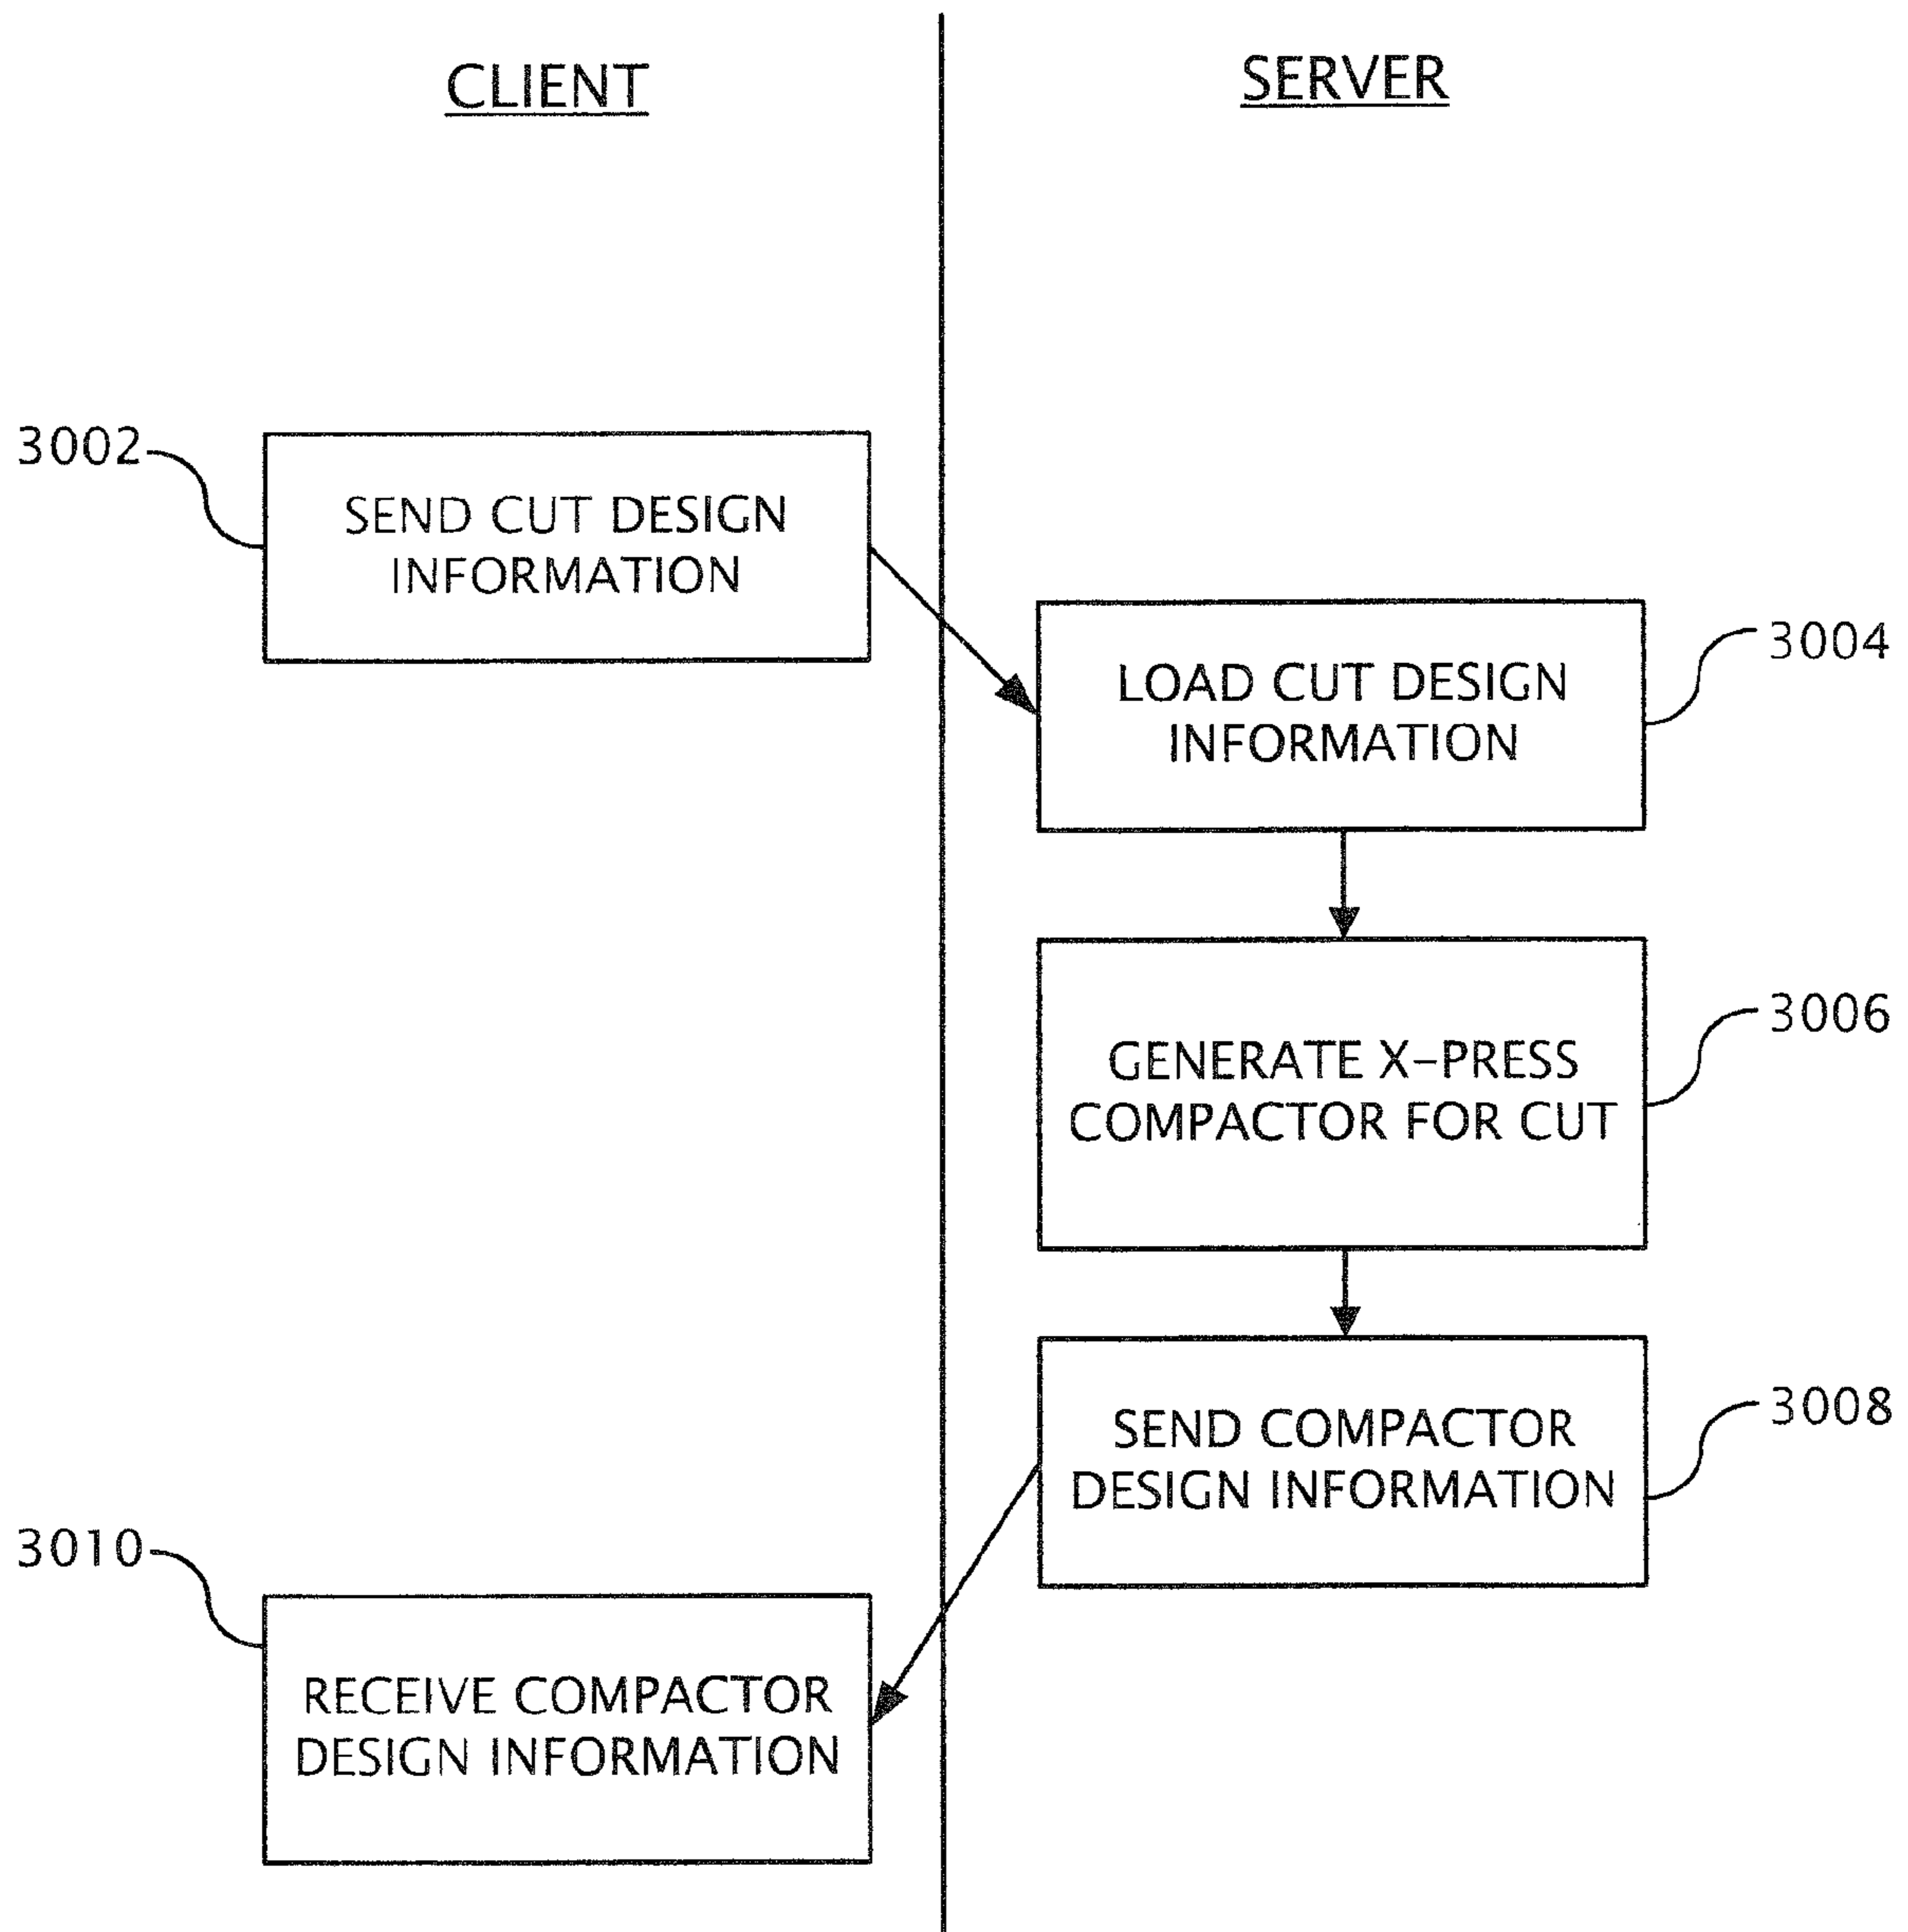 CLIENT
SERVER
3002
SEND CUT DESIGN
INFORMATION
3004
LOAD CUT DESIGN
INFORMATION
3006
GENERATE X-PRESS
COMPACTOR FOR CUT
3008
SEND COMPACTOR
DESIGN INFORMATION
3010
RECEIVE COMPACTOR
DESIGN INFORMATION